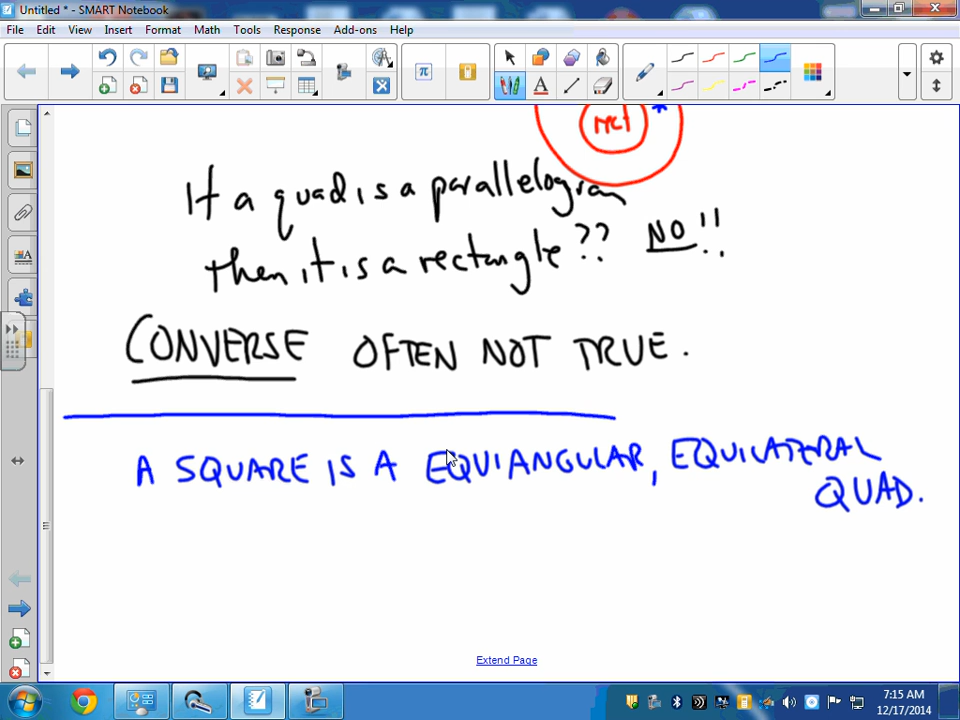 Untitled * - SMART Notebook
File Edit View Insert Format Math Tools Response Add-ons Help
rect *
If a quad is a parallelogram
then it is a rectangle?? NO!!
CONVERSE OFTEN NOT TRUE.
A SQUARE IS A EQUIANGULAR, EQUILATERAL
QUAD.
Extend Page
7:15 AM
12/17/2014